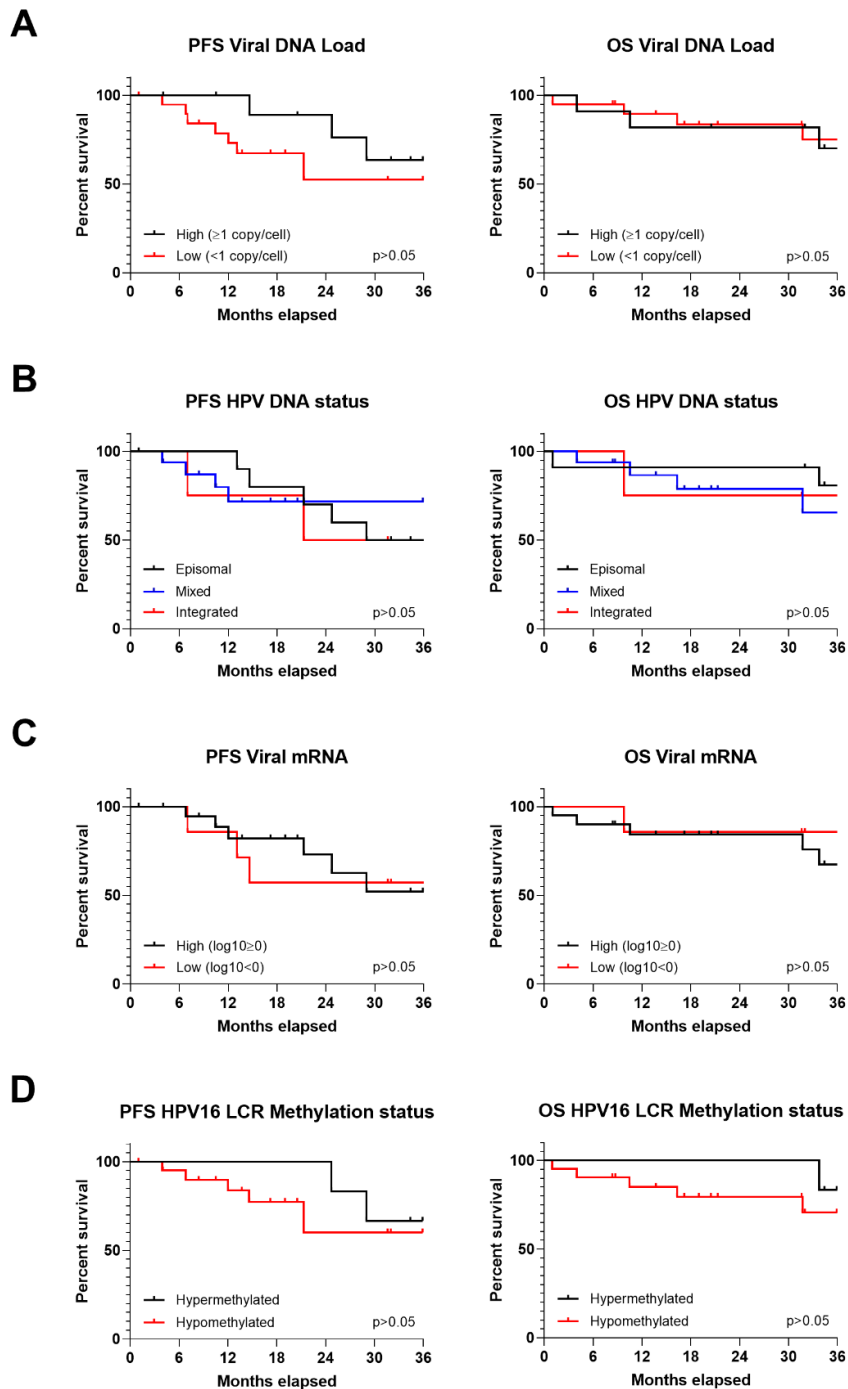 A
PFS Viral DNA Load
100
50
0
Percent survival
High (≥1 copy/cell)
Low (<1 copy/cell)
p>0.05
0 6 12 18 24 30 36
Months elapsed
OS Viral DNA Load
100
50
0
Percent survival
High (≥1 copy/cell)
Low (<1 copy/cell)
p>0.05
0 6 12 18 24 30 36
Months elapsed
B
PFS HPV DNA status
100
50
0
Percent survival
Episomal
Mixed
Integrated
p>0.05
0 6 12 18 24 30 36
Months elapsed
OS HPV DNA status
100
50
0
Percent survival
Episomal
Mixed
Integrated
p>0.05
0 6 12 18 24 30 36
Months elapsed
C
PFS Viral mRNA
100
50
0
Percent survival
High (log10≥0)
Low (log10<0)
p>0.05
0 6 12 18 24 30 36
Months elapsed
OS Viral mRNA
100
50
0
Percent survival
High (log10≥0)
Low (log10<0)
p>0.05
0 6 12 18 24 30 36
Months elapsed
D
PFS HPV16 LCR Methylation status
100
50
0
Percent survival
Hypermethylated
Hypomethylated
p>0.05
0 6 12 18 24 30 36
Months elapsed
OS HPV16 LCR Methylation status
100
50
0
Percent survival
Hypermethylated
Hypomethylated
p>0.05
0 6 12 18 24 30 36
Months elapsed